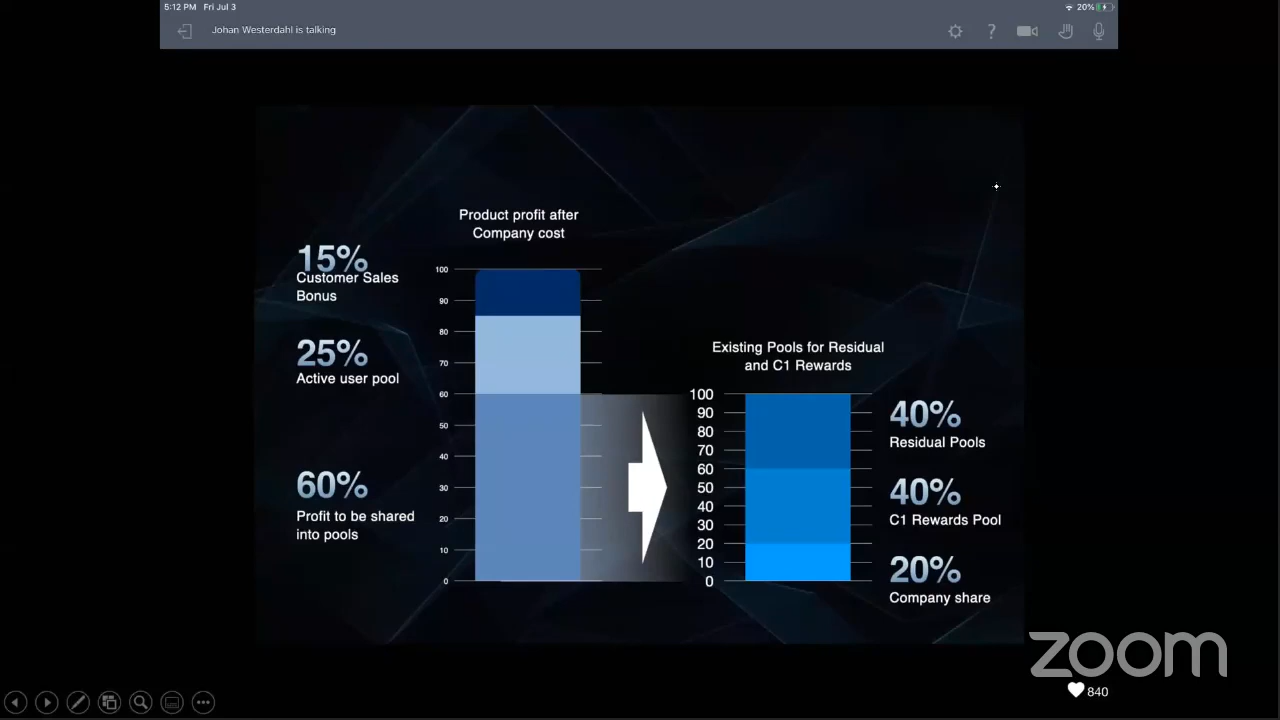 5:12 PM Fri Jul 3
20%
Johan Westerdahl is talking
?
Product profit after
Company cost
15%
Customer Sales
Bonus
25%
Active user pool
60%
Profit to be shared
into pools
100
90
80
70
60
50
40
30
20
10
0
Existing Pools for Residual
and C1 Rewards
100
90
80
70
60
50
40
30
20
10
0
40%
Residual Pools
40%
C1 Rewards Pool
20%
Company share
zoom
840